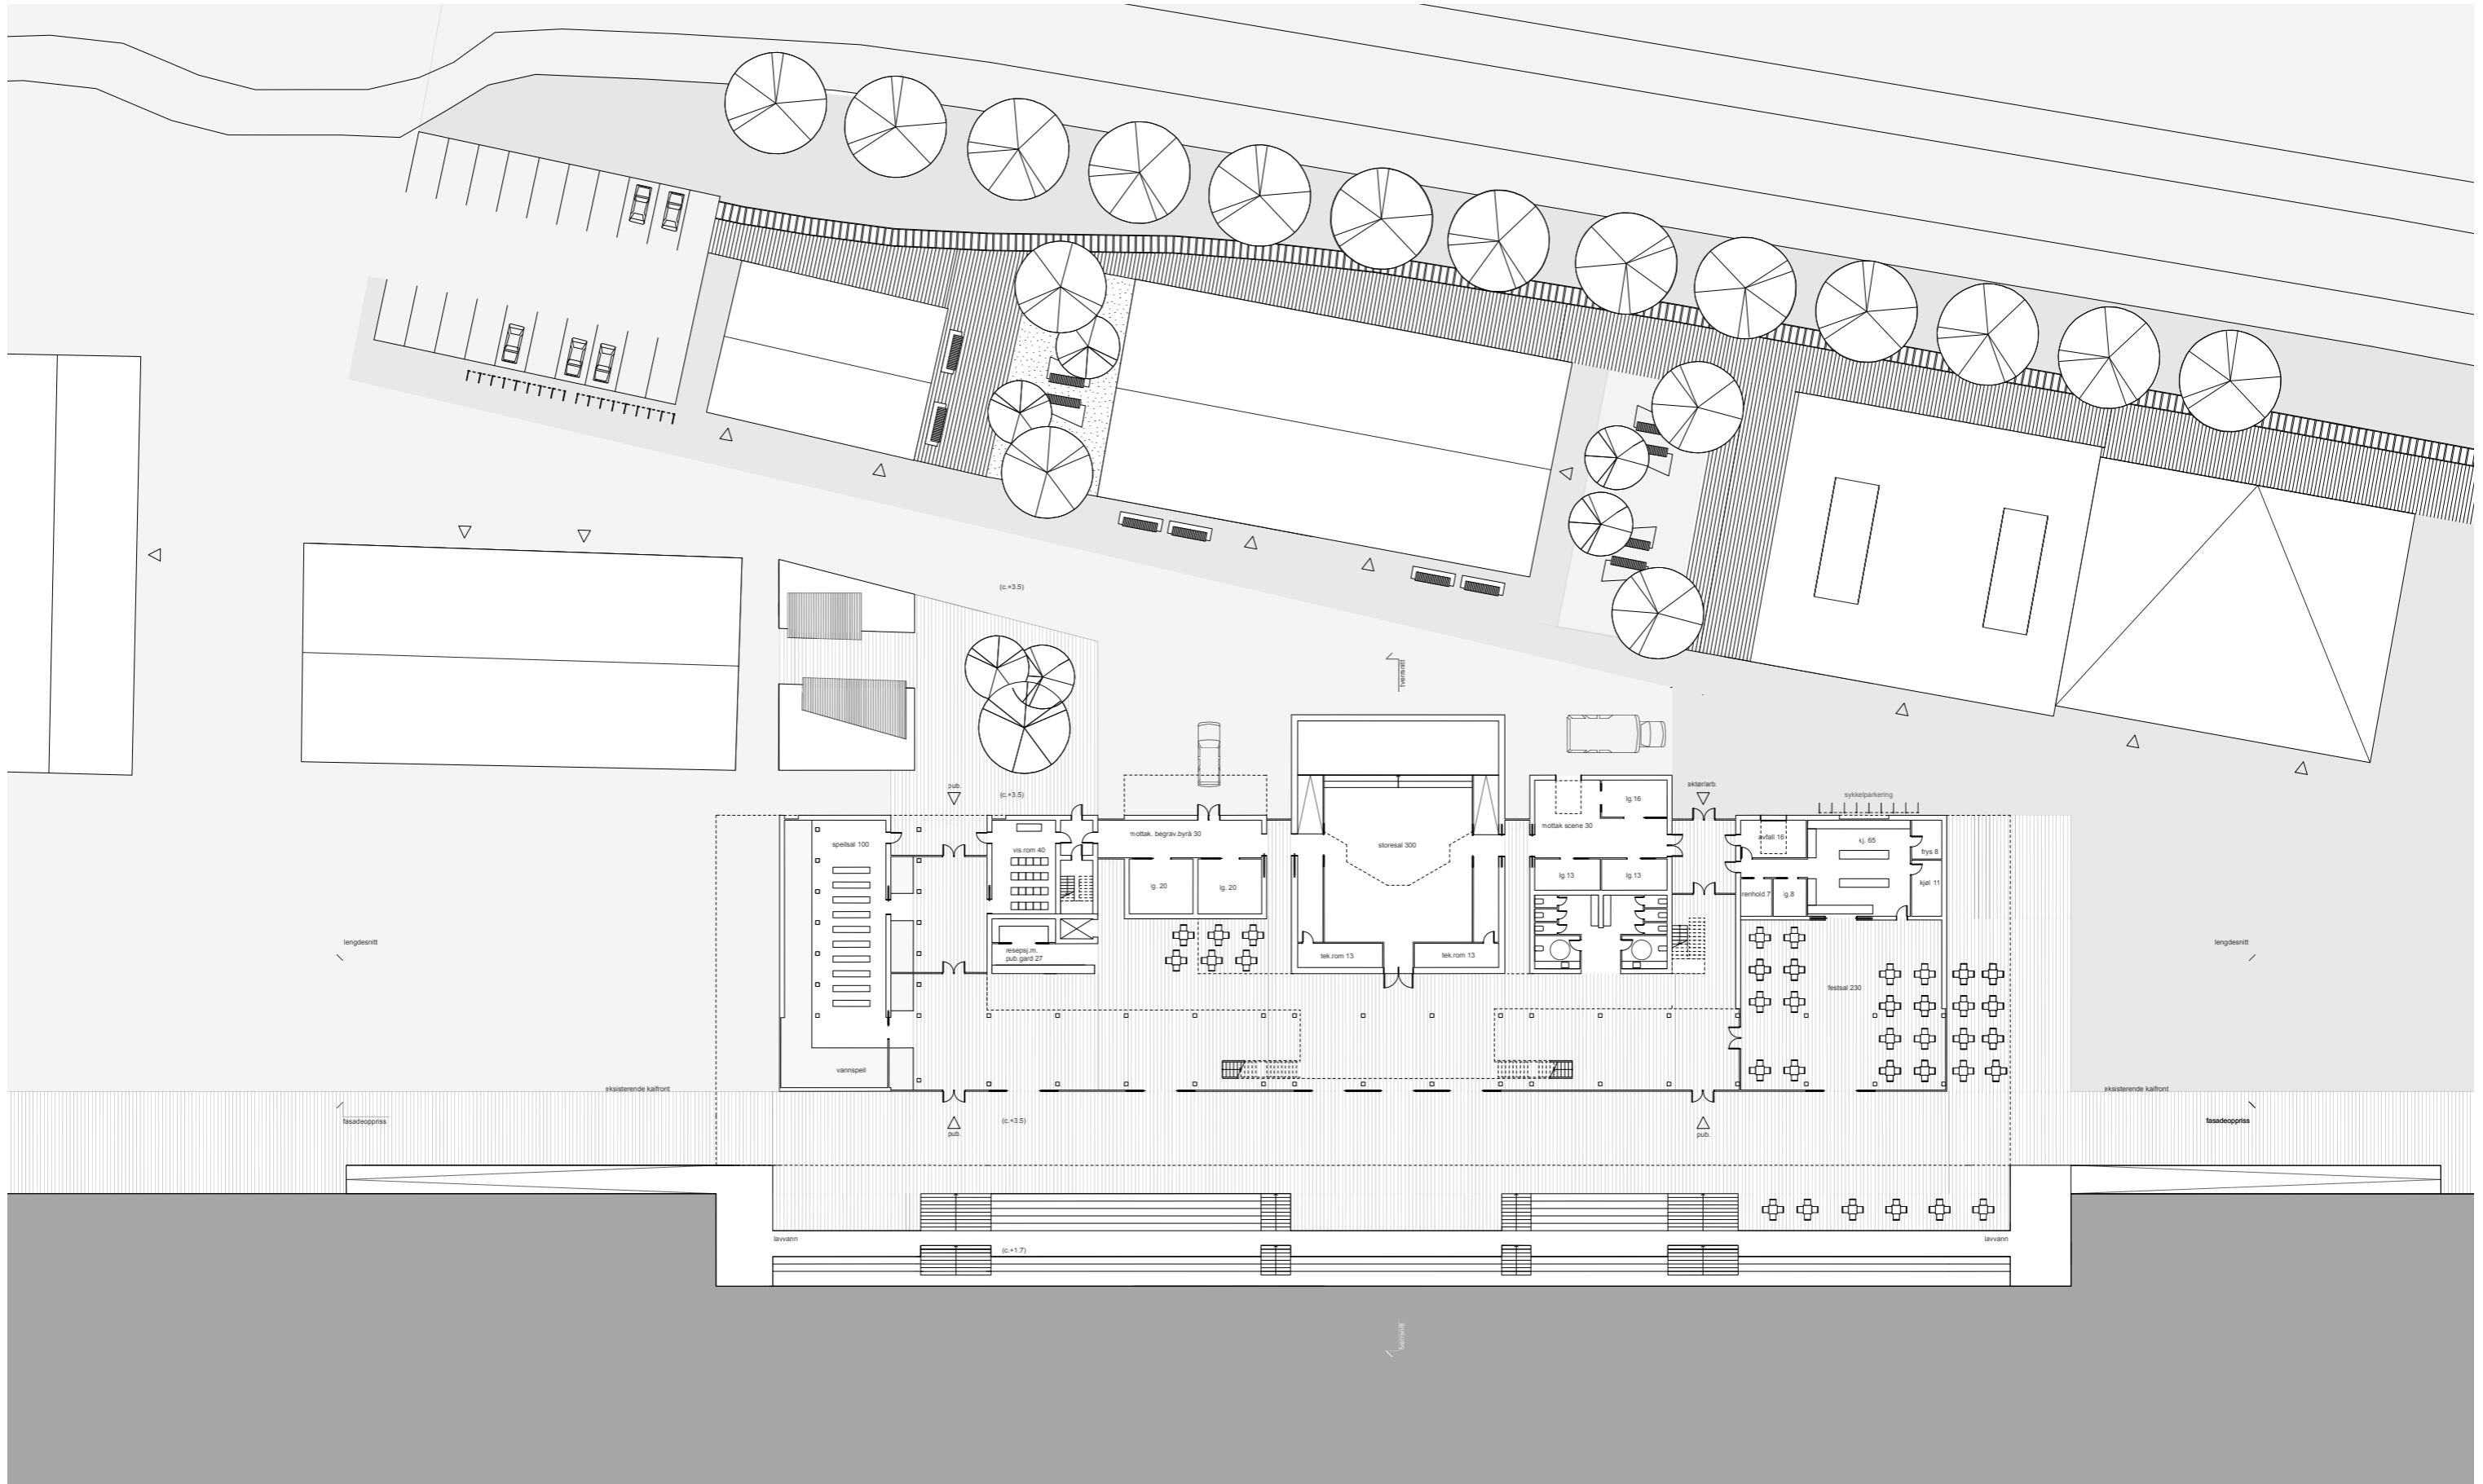 (c.+3.5)
tverrsnitt
pub.
(c.+3.5)
aktør/arb.
sykkelparkering
lg.16
mottak. begrav.byrå 30
mottak scene 30
speilsal 100
vis.rom 40
storesal 300
avfall 16
kj. 65
frys 8
lg. 20
lg. 20
lg.13
lg.13
renhold.7
lg.8
kjøl 11
lengdesnitt
resepsj.m.
pub.gard 27
tek.rom 13
tek.rom 13
lengdesnitt
festsal 230
vannspeil
eksisterende kaifront
eksisterende kaifront
fasadeoppriss
(c.+3.5)
fasadeoppriss
pub.
pub.
lavvann
(c.+1.7)
lavvann
tverrsnitt